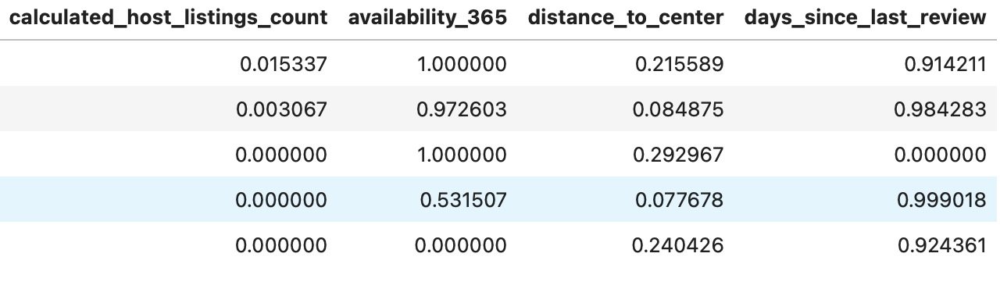 calculated_host_listings_count availability_365 distance_to_center days_since_last_review
0.015337 1.000000 0.215589 0.914211
0.003067 0.972603 0.084875 0.984283
0.000000 1.000000 0.292967 0.000000
0.000000 0.531507 0.077678 0.999018
0.000000 0.000000 0.240426 0.924361